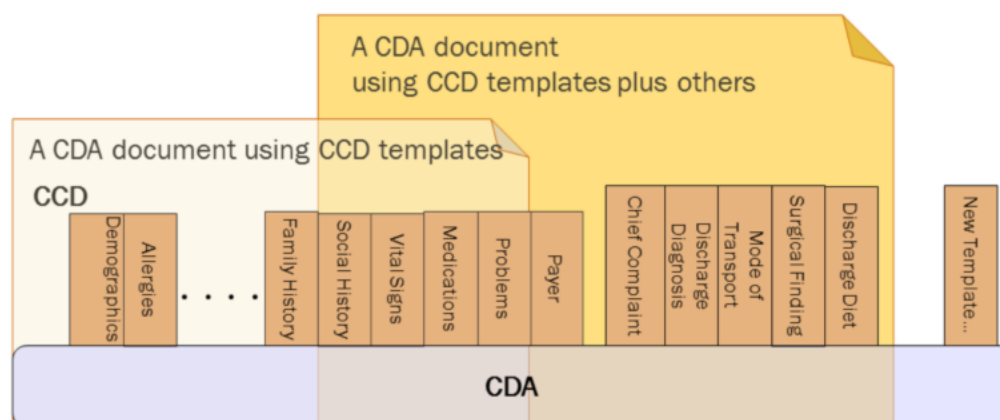 A CDA document
using CCD templates plus others
A CDA document using CCD templates
CCD
Demographics
Allergies
. . . . .
Family History
Social History
Vital Signs
Medications
Problems
Payer
Chief Complaint
Discharge
Diagnosis
Mode of
Transport
Surgical Finding
Discharge Diet
New Template...
CDA